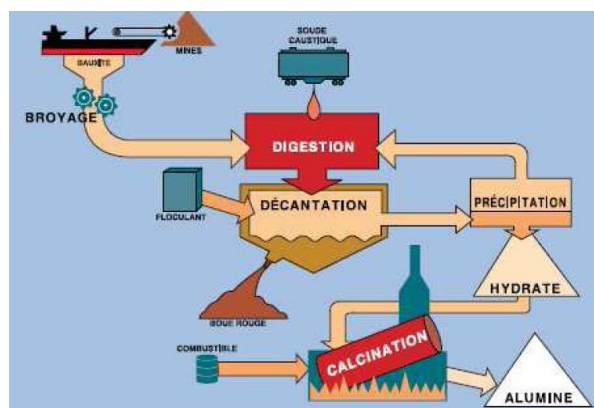 SOUDE
CAUSTIQUE
MINES
BAUXITE
BROYAGE
DIGESTION
DÉCANTATION
FLOCULANT
PRÉCIPITATION
HYDRATE
BOUE ROUGE
COMBUSTIBLE
CALCINATION
ALUMINE